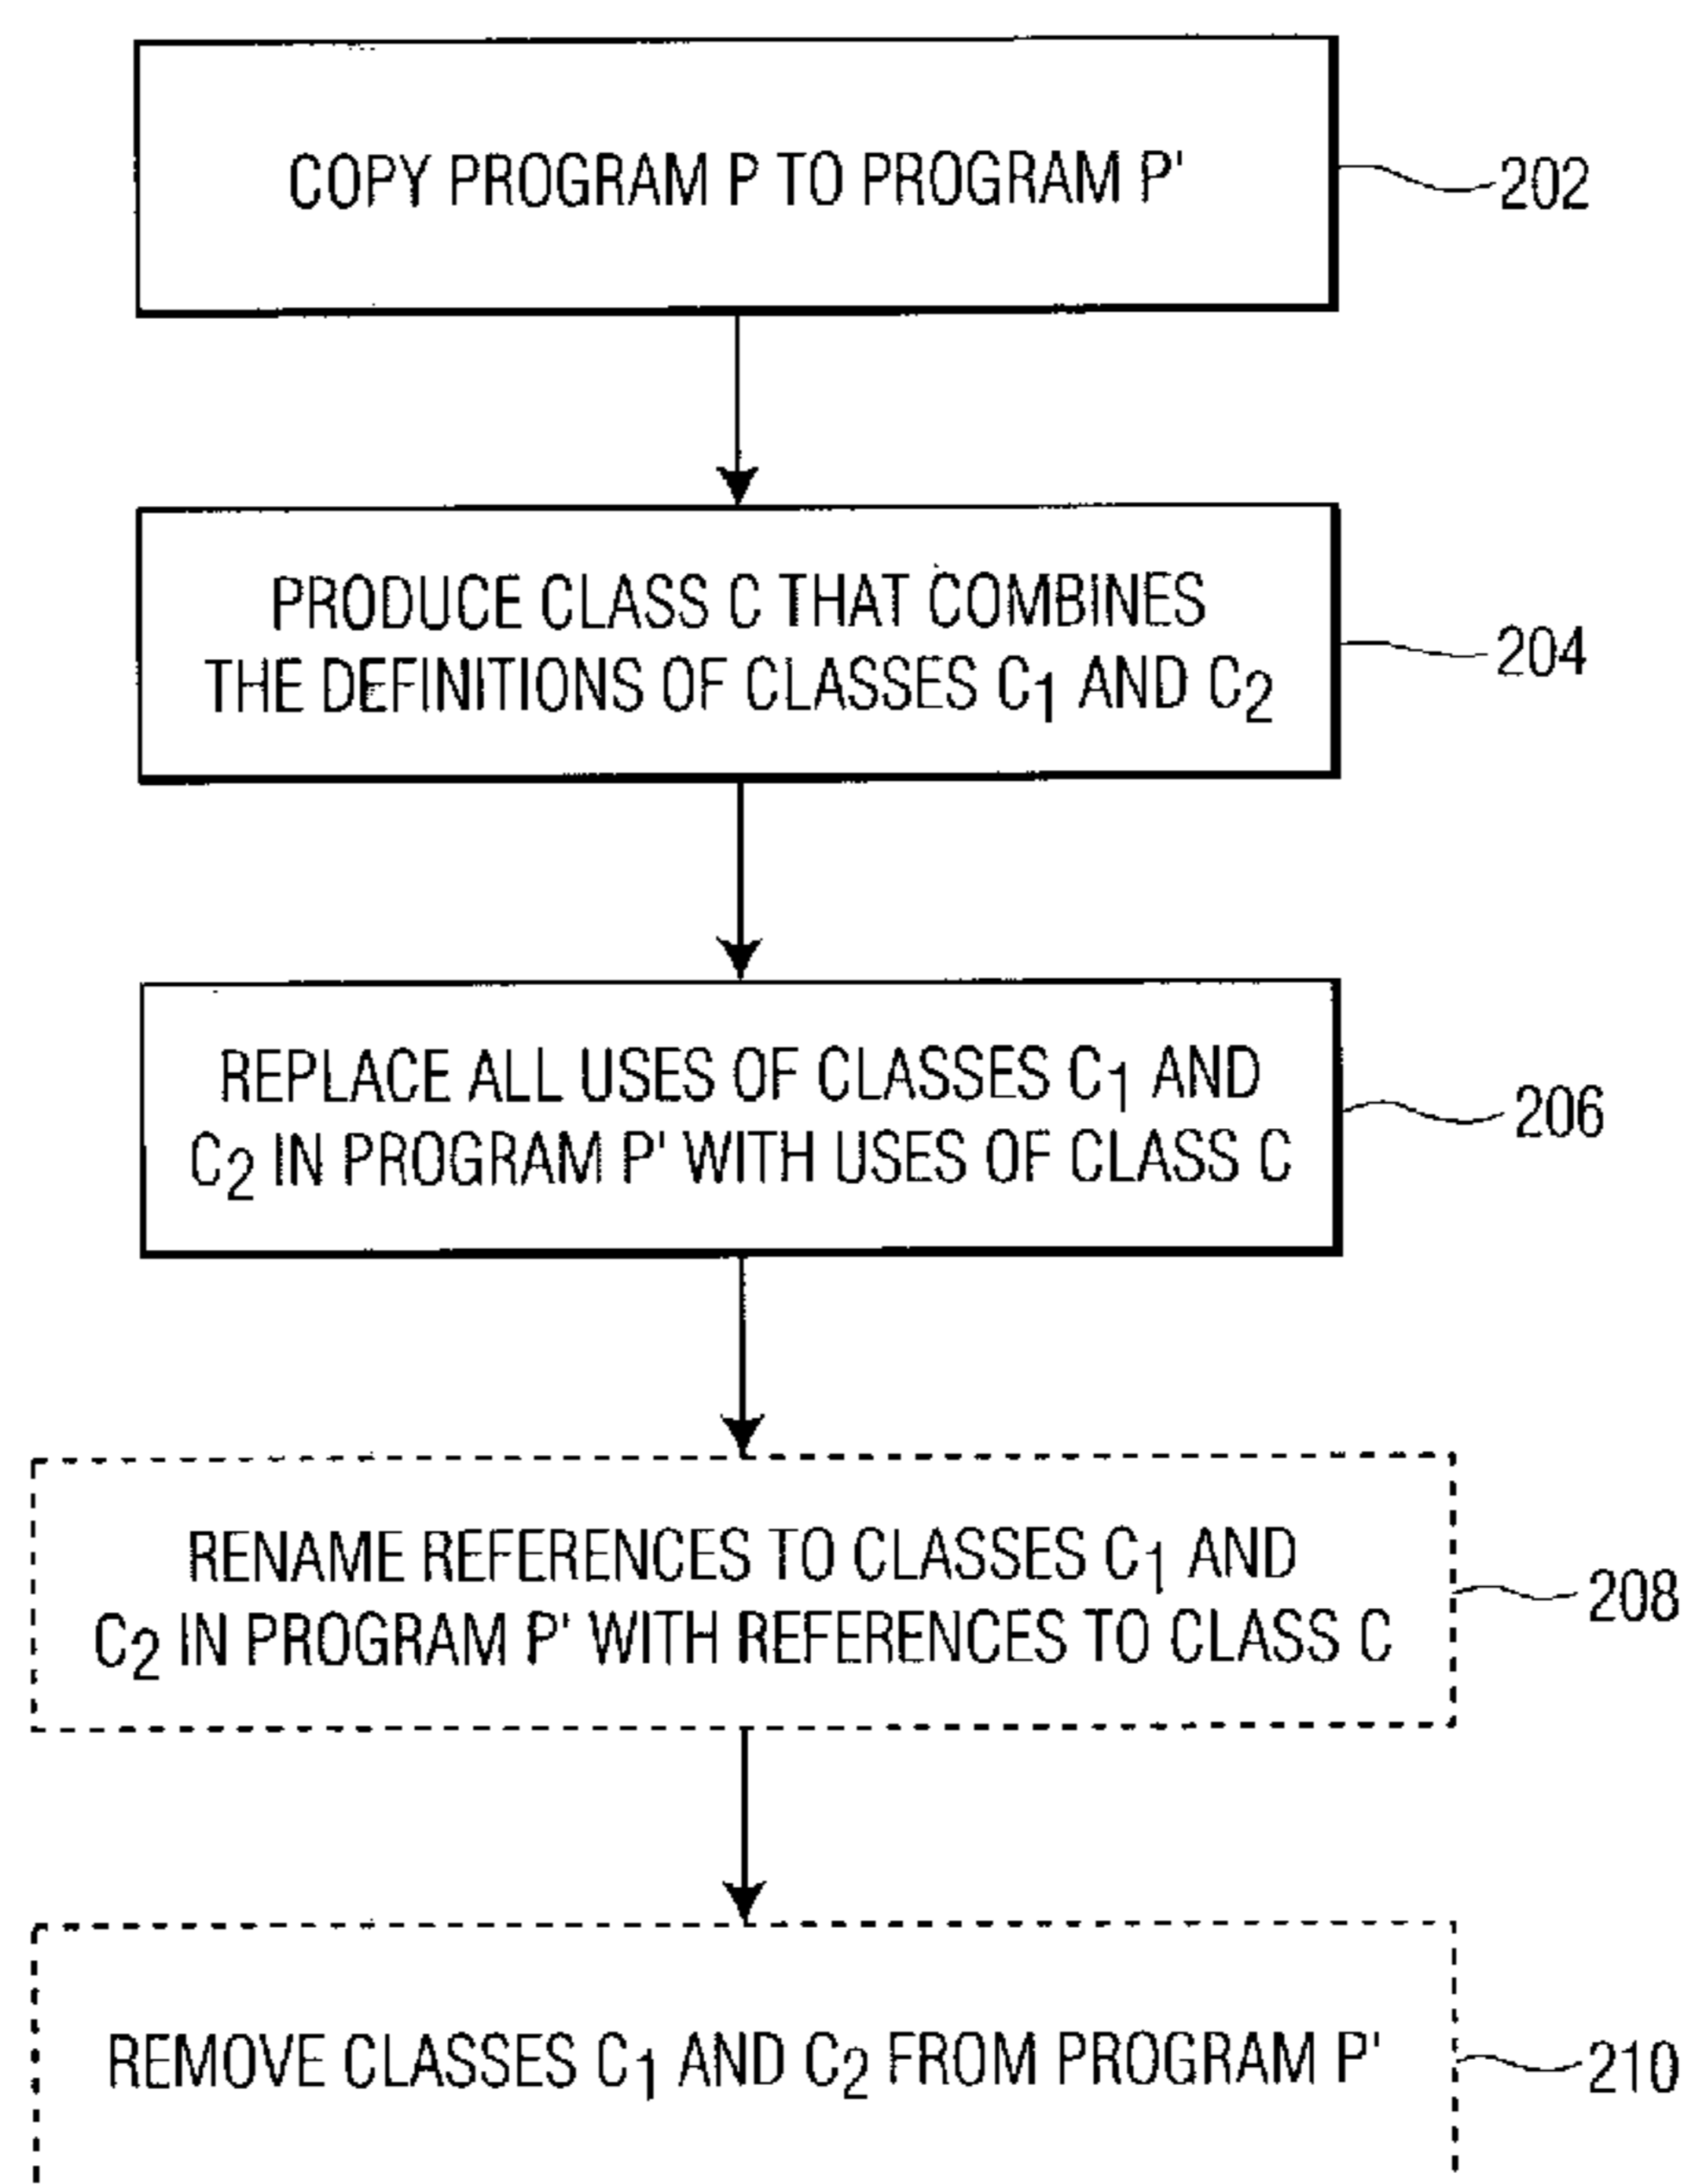 COPY PROGRAM P TO PROGRAM P'
202
PRODUCE CLASS C THAT COMBINES
THE DEFINITIONS OF CLASSES C1 AND C2
204
REPLACE ALL USES OF CLASSES C1 AND
C2 IN PROGRAM P' WITH USES OF CLASS C
206
RENAME REFERENCES TO CLASSES C1 AND
C2 IN PROGRAM P' WITH REFERENCES TO CLASS C
208
REMOVE CLASSES C1 AND C2 FROM PROGRAM P'
210